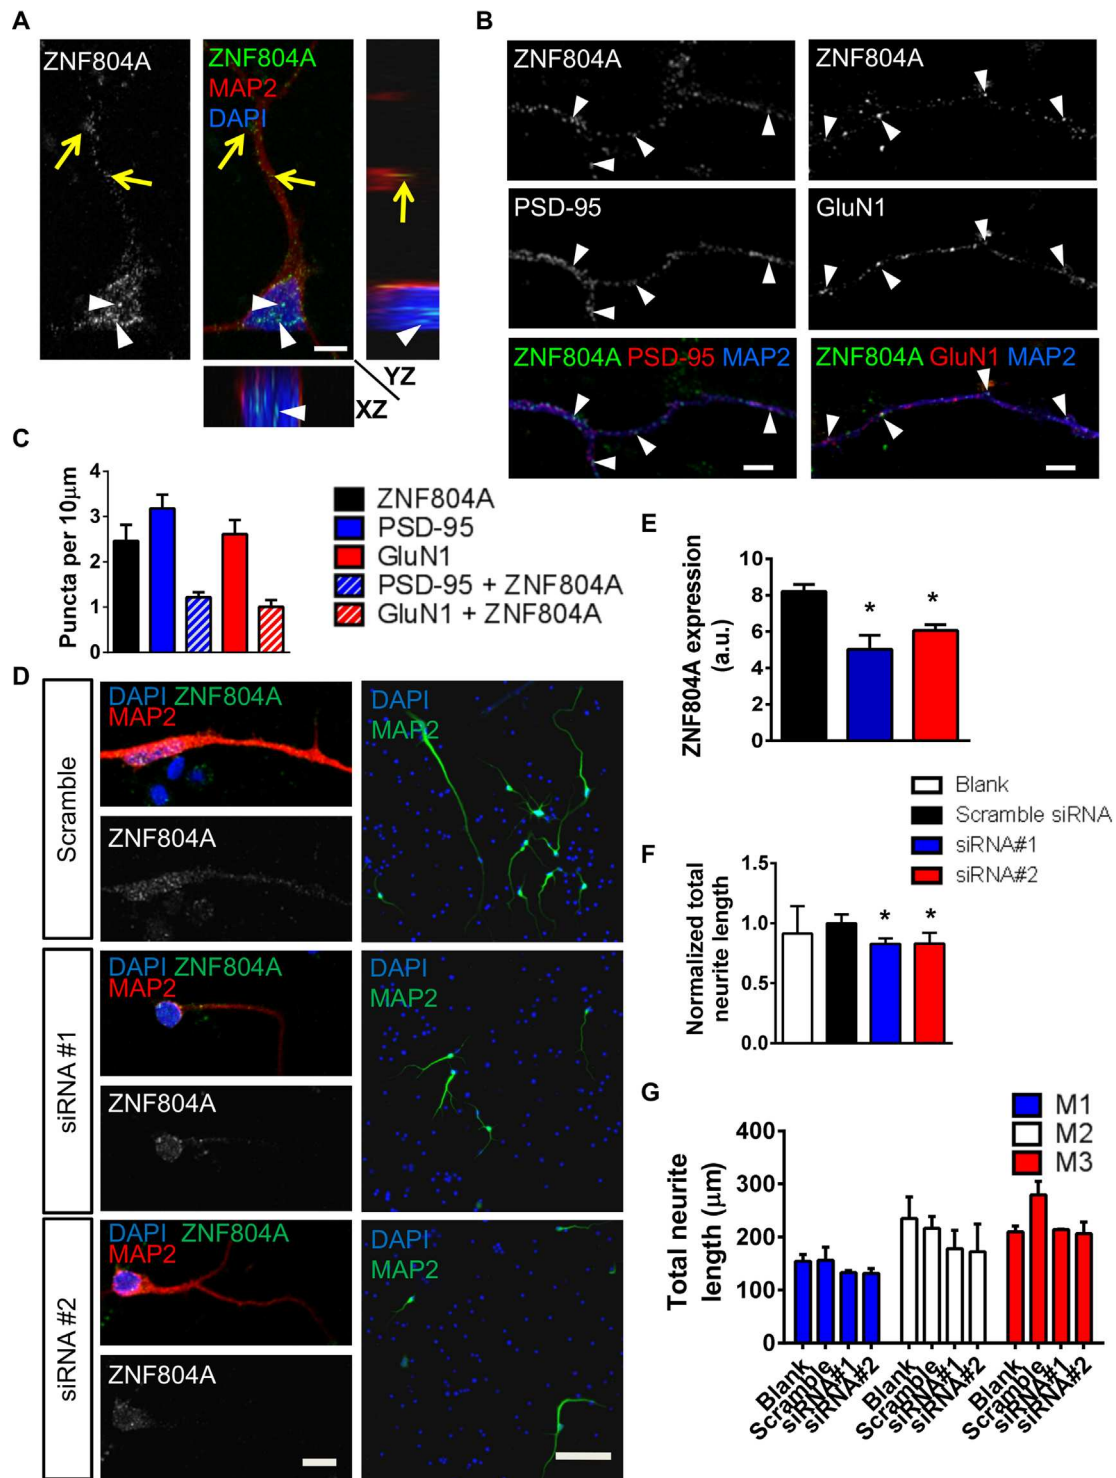 A
ZNF804A
ZNF804A
MAP2
DAPI
YZ
XZ
B
ZNF804A
ZNF804A
PSD-95
GluN1
ZNF804A PSD-95 MAP2
ZNF804A GluN1 MAP2
C
Puncta per 10μm
4
3
2
1
0
ZNF804A
PSD-95
GluN1
PSD-95 + ZNF804A
GluN1 + ZNF804A
D
Scramble
DAPI ZNF804A
MAP2
ZNF804A
DAPI
MAP2
siRNA #1
DAPI ZNF804A
MAP2
ZNF804A
DAPI
MAP2
siRNA #2
DAPI ZNF804A
MAP2
ZNF804A
DAPI
MAP2
E
ZNF804A expression
(a.u.)
10
8
6
4
2
0
* *
Blank
Scramble siRNA
siRNA#1
siRNA#2
F
Normalized total
neurite length
1.5
1.0
0.5
0.0
* *
G
M1
M2
M3
Total neurite
length (μm)
400
300
200
100
0
Blank
Scramble
siRNA#1
siRNA#2
Blank
Scramble
siRNA#1
siRNA#2
Blank
Scramble
siRNA#1
siRNA#2